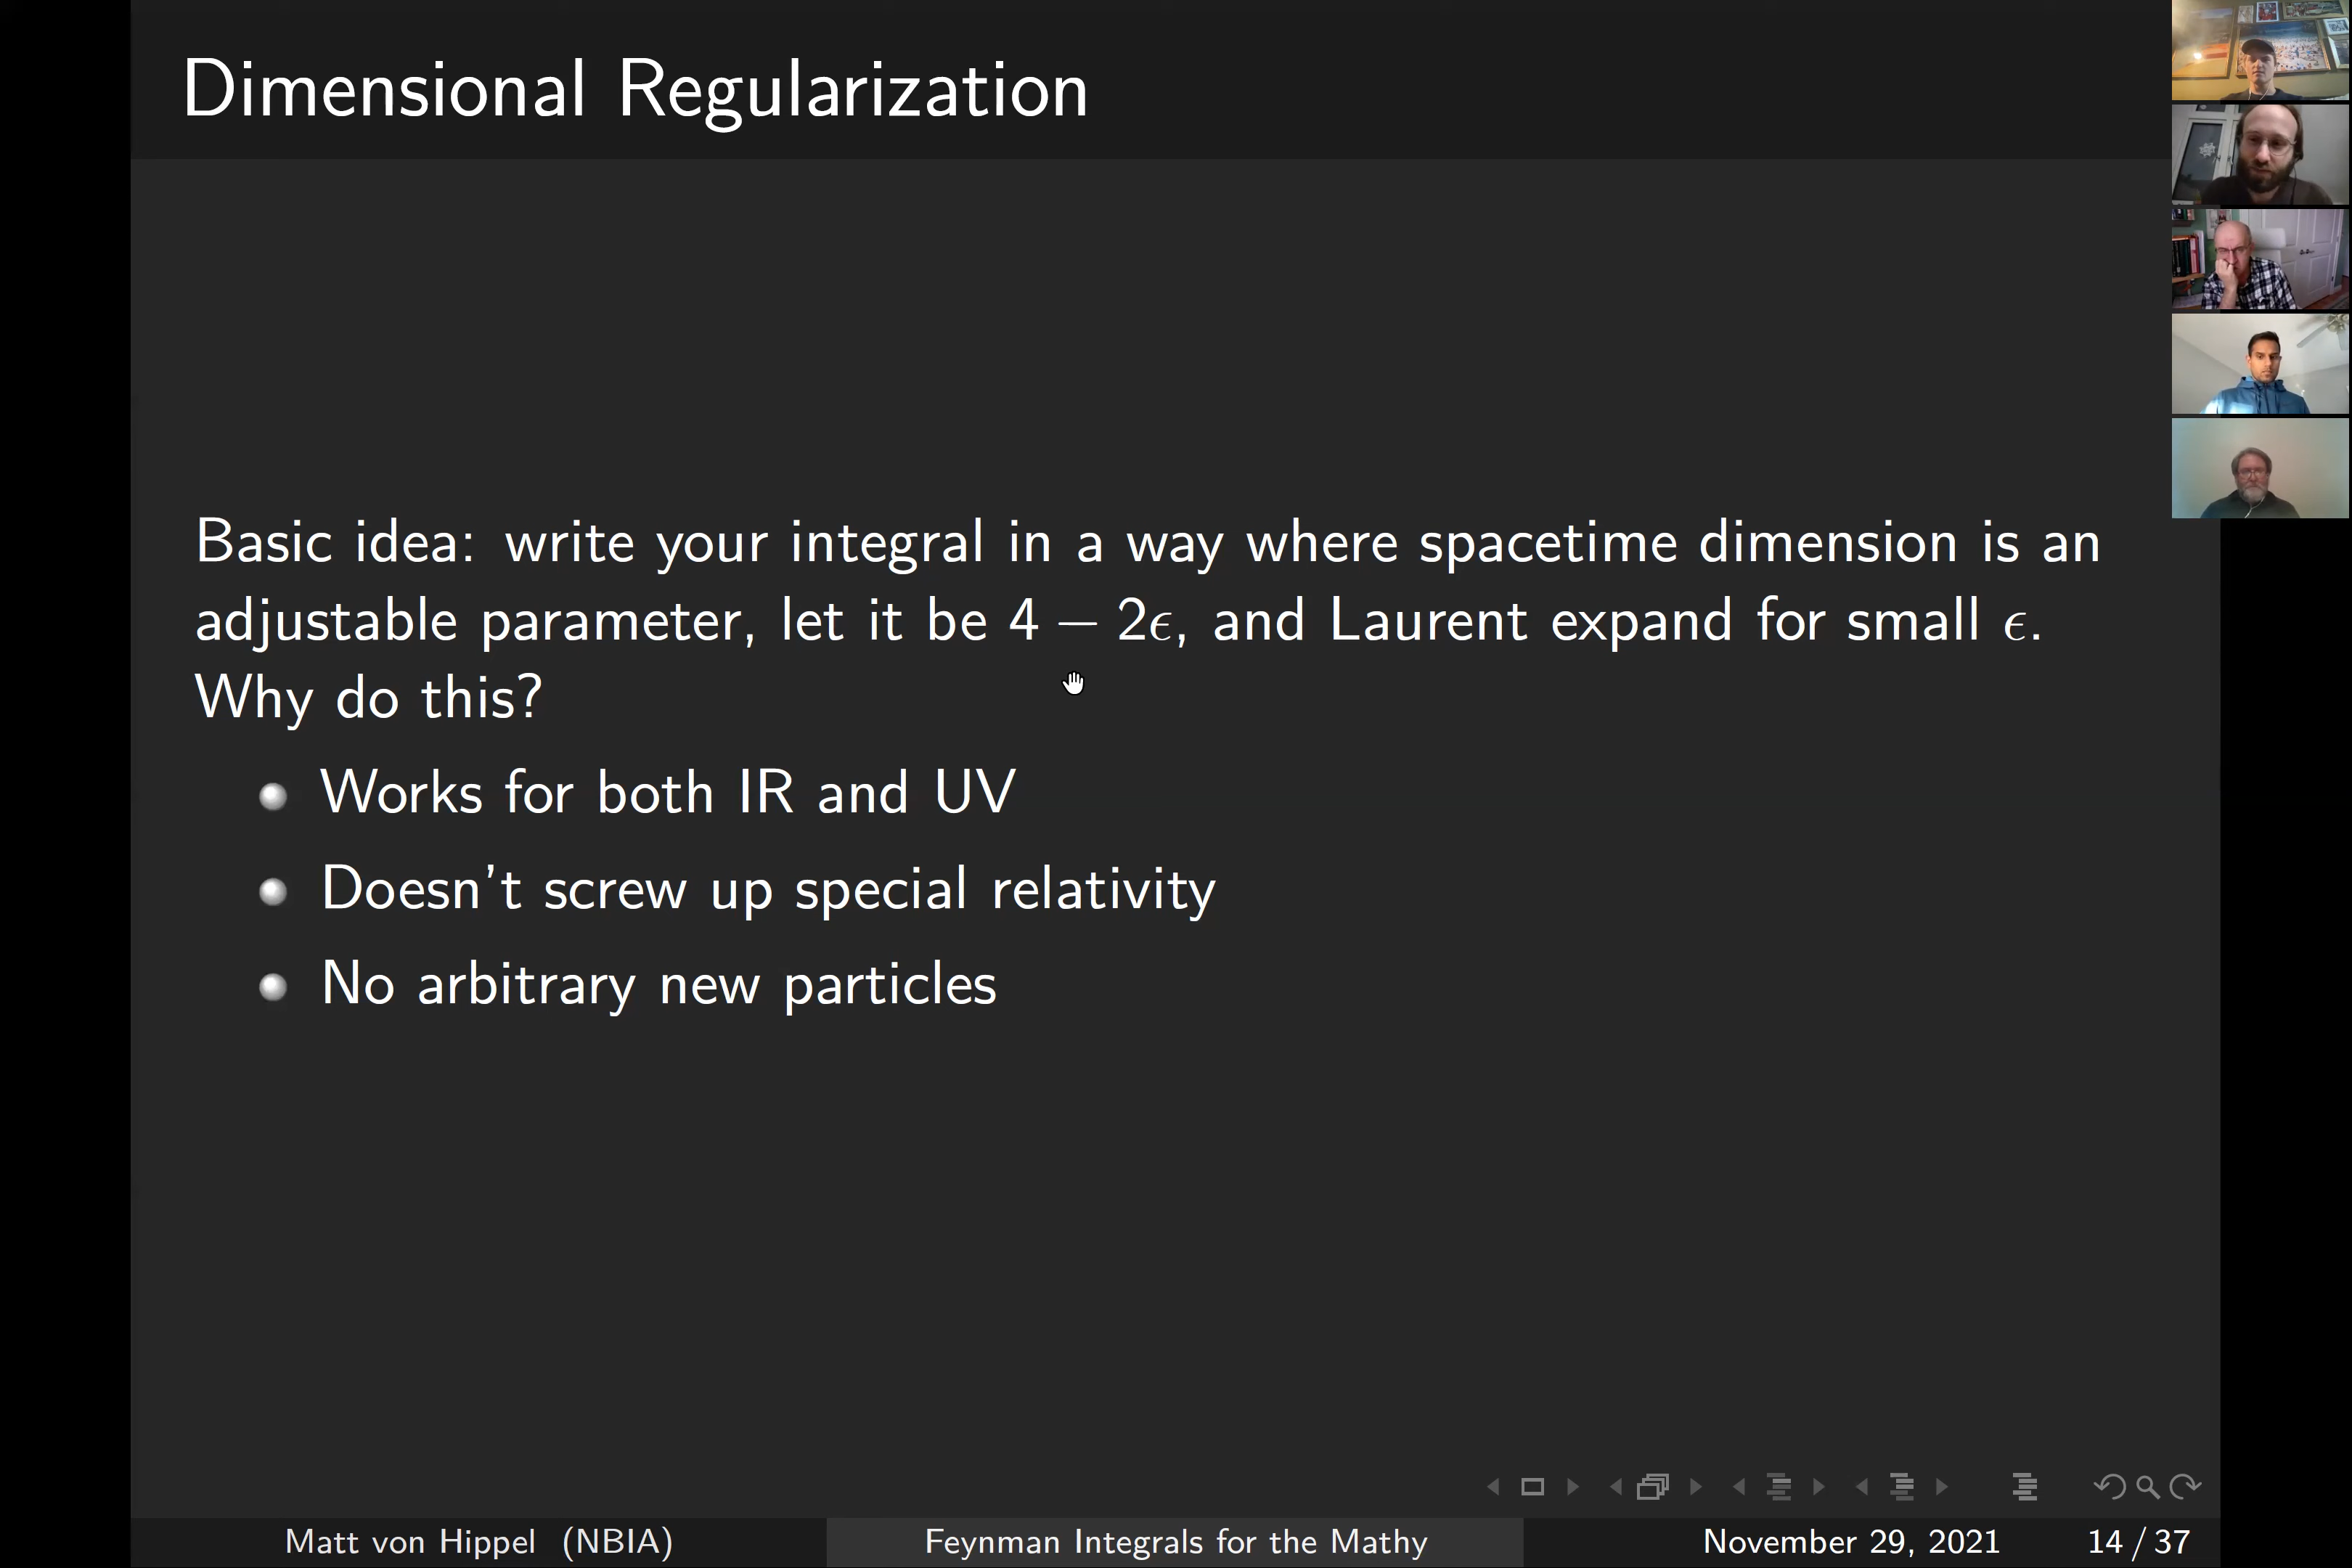 Dimensional Regularization
Basic idea: write your integral in a way where spacetime dimension is an
adjustable parameter, let it be 4 − 2ϵ, and Laurent expand for small ϵ.
Why do this?
Works for both IR and UV
Doesn't screw up special relativity
No arbitrary new particles
Matt von Hippel (NBIA)
Feynman Integrals for the Mathy
November 29, 2021
14 / 37